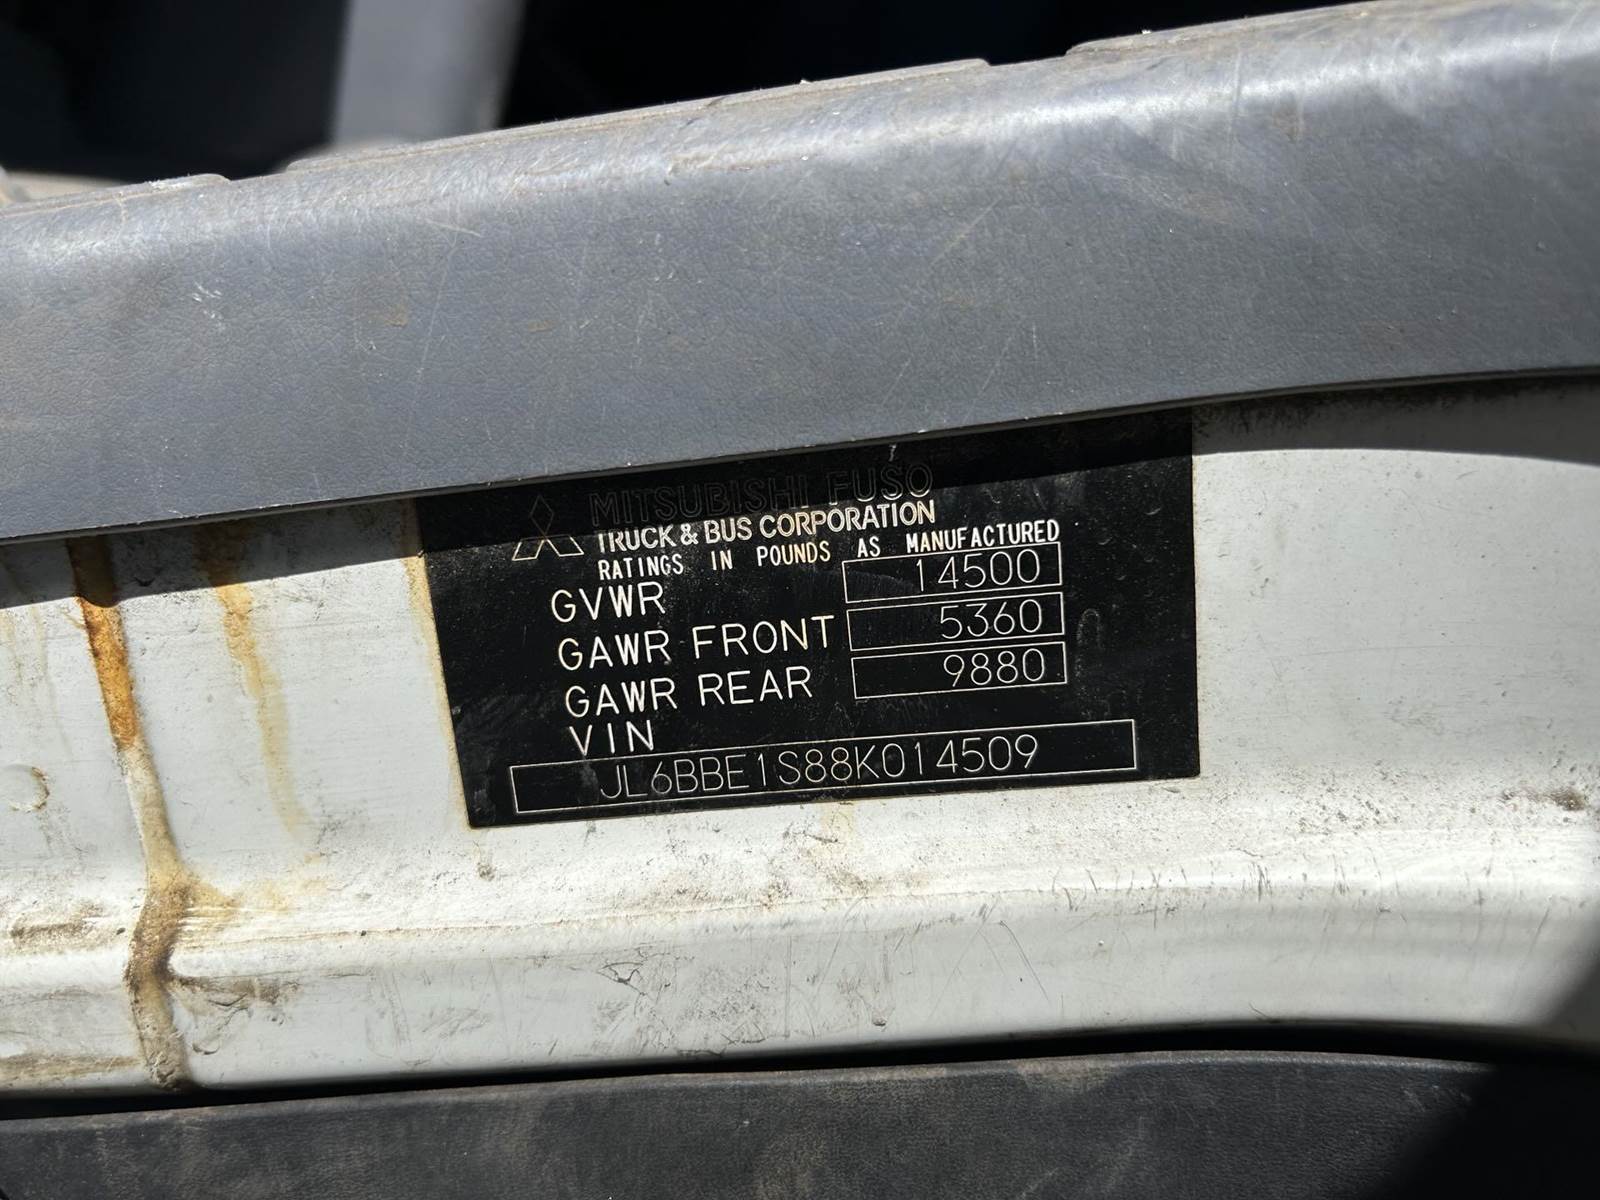 MITSUBISHI FUSO
TRUCK & BUS CORPORATION
RATINGS IN POUNDS AS MANUFACTURED
GVWR 14500
GAWR FRONT 5360
GAWR REAR 9880
VIN
JL6BBE1S88K014509